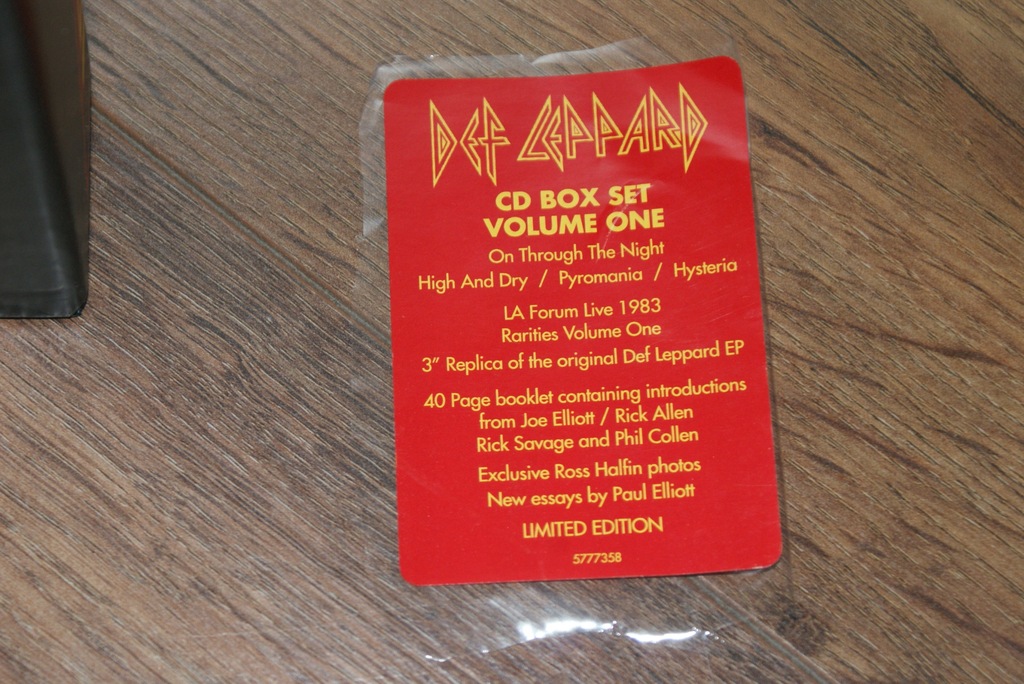 DEF LEPPARD
CD BOX SET
VOLUME ONE
On Through The Night
High And Dry / Pyromania / Hysteria
LA Forum Live 1983
Rarities Volume One
3” Replica of the original Def Leppard EP
40 Page booklet containing introductions
from Joe Elliott / Rick Allen
Rick Savage and Phil Collen
Exclusive Ross Halfin photos
New essays by Paul Elliott
LIMITED EDITION
5777358